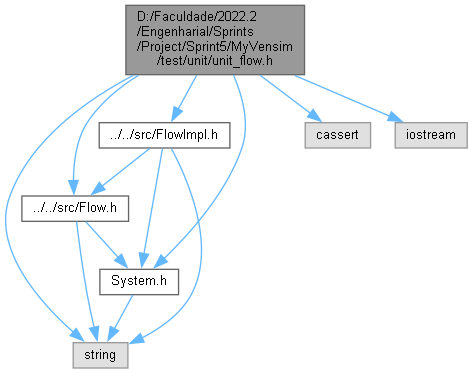 D:/Faculdade/2022.2
/Engenharial/Sprints
/Project/Sprint5/MyVensim
/test/unit/unit_flow.h
../../src/FlowImpl.h
cassert
iostream
../../src/Flow.h
System.h
string